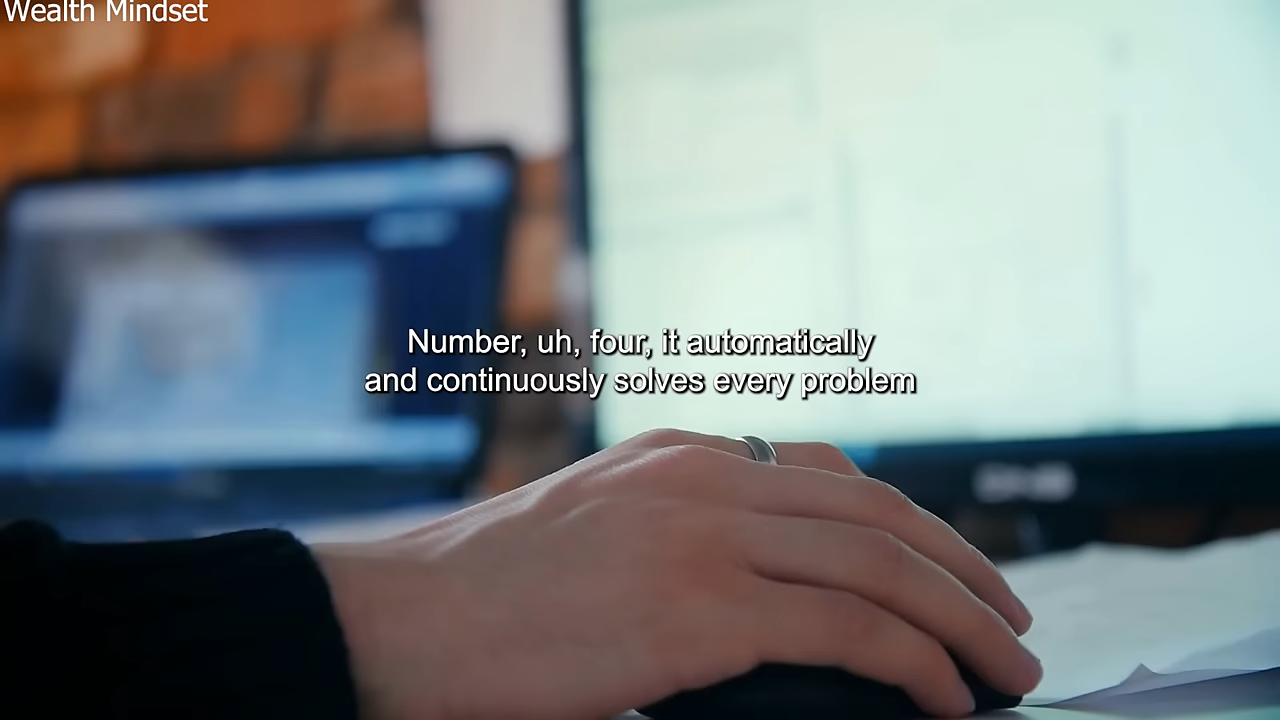 Wealth Mindset
Number, uh, four, it automatically
and continuously solves every problem